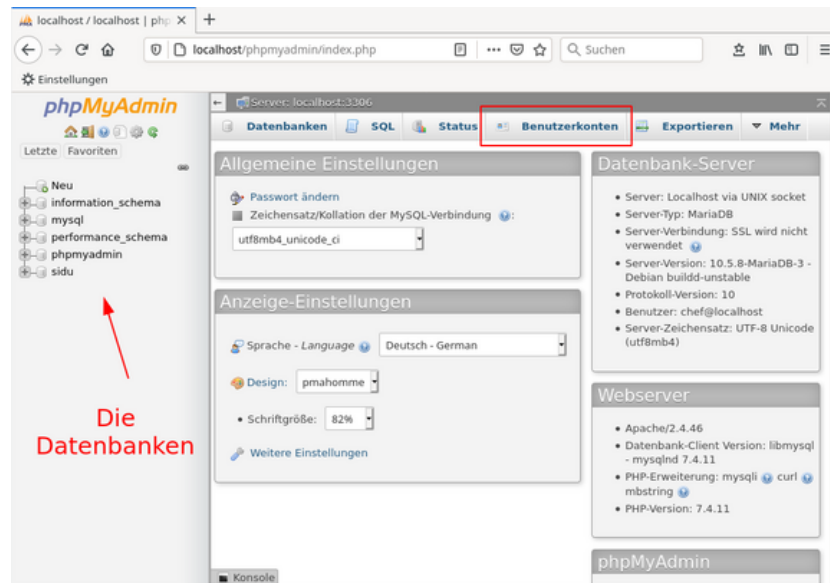 localhost / localhost | php
localhost/phpmyadmin/index.php
Suchen
Einstellungen
phpMyAdmin
Letzte Favoriten
Neu
information_schema
mysql
performance_schema
phpmyadmin
sidu
Die
Datenbanken
Server: localhost:3306
Datenbanken SQL Status Benutzerkonten Exportieren Mehr
Allgemeine Einstellungen
Passwort ändern
Zeichensatz/Kollation der MySQL-Verbindung :
utf8mb4_unicode_ci
Anzeige-Einstellungen
Sprache - Language Deutsch - German
Design: pmahomme
• Schriftgröße: 82%
Weitere Einstellungen
Konsole
Datenbank-Server
• Server: Localhost via UNIX socket
• Server-Typ: MariaDB
• Server-Verbindung: SSL wird nicht
verwendet
• Server-Version: 10.5.8-MariaDB-3 -
Debian buildd-unstable
• Protokoll-Version: 10
• Benutzer: chef@localhost
• Server-Zeichensatz: UTF-8 Unicode
(utf8mb4)
Webserver
• Apache/2.4.46
• Datenbank-Client Version: libmysql
- mysqlnd 7.4.11
• PHP-Erweiterung: mysqli curl
mbstring
• PHP-Version: 7.4.11
phpMyAdmin